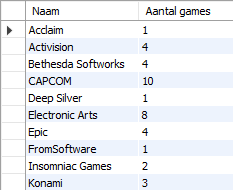 Naam Aantal games
Acclaim 1
Activision 4
Bethesda Softworks 4
CAPCOM 10
Deep Silver 1
Electronic Arts 8
Epic 4
FromSoftware 1
Insomniac Games 2
Konami 3